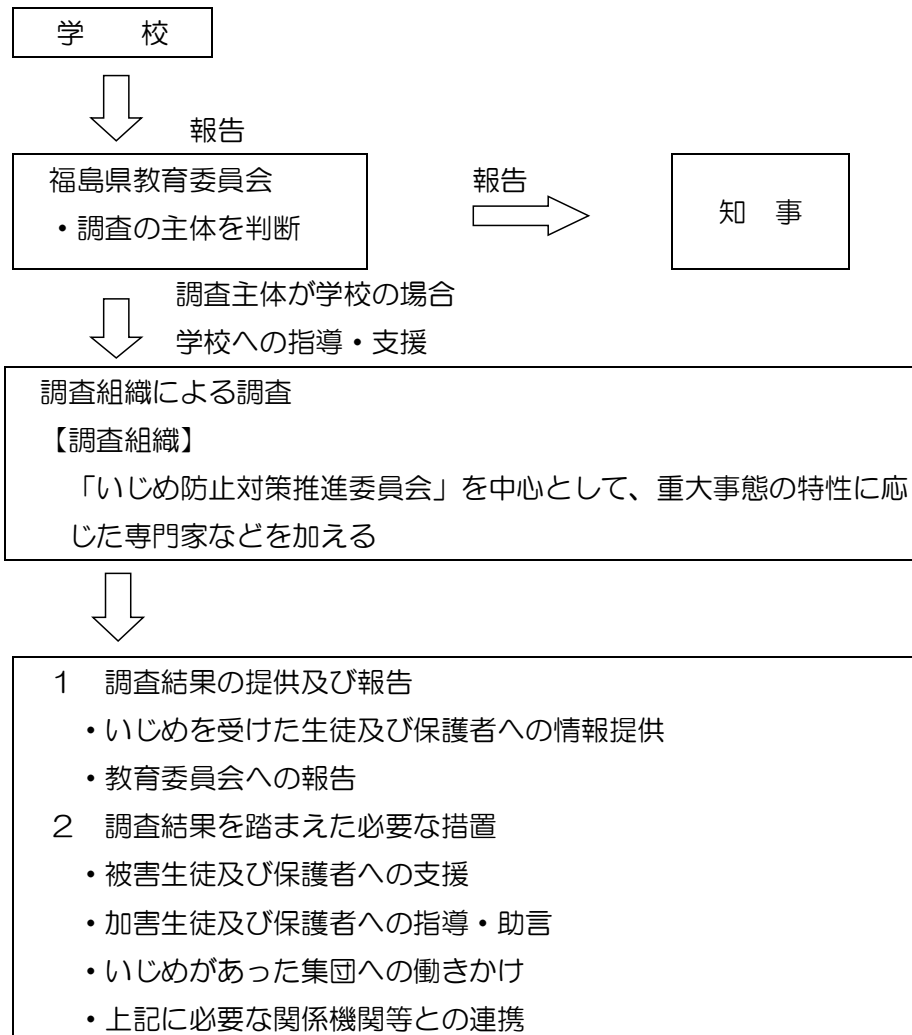 学　校
報告
福島県教育委員会
・調査の主体を判断
報告
知　事
調査主体が学校の場合
学校への指導・支援
調査組織による調査
【調査組織】
「いじめ防止対策推進委員会」を中心として、重大事態の特性に応
じた専門家などを加える
１　調査結果の提供及び報告
・いじめを受けた生徒及び保護者への情報提供
・教育委員会への報告
２　調査結果を踏まえた必要な措置
・被害生徒及び保護者への支援
・加害生徒及び保護者への指導・助言
・いじめがあった集団への働きかけ
・上記に必要な関係機関等との連携